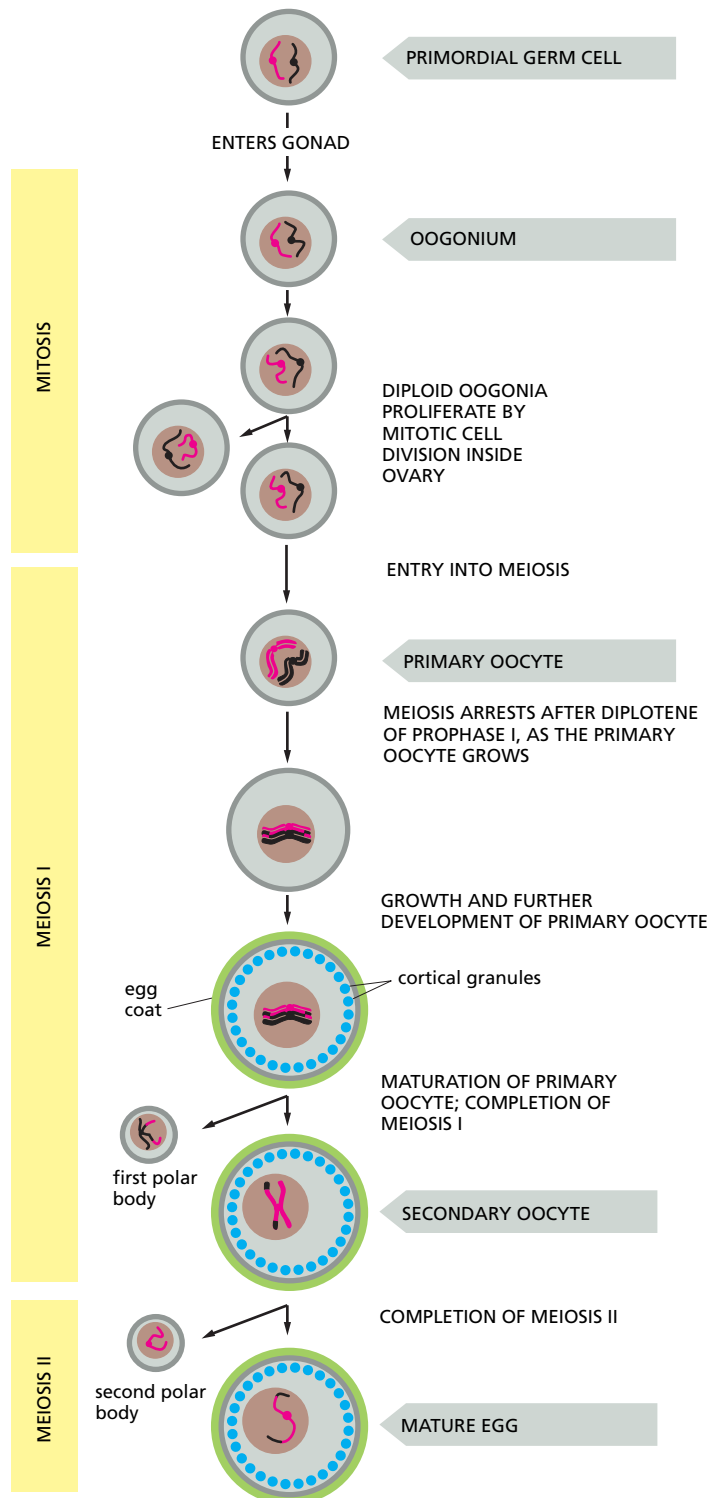 PRIMORDIAL GERM CELL
ENTERS GONAD
MITOSIS
OOGONIUM
DIPLOID OOGONIA
PROLIFERATE BY
MITOTIC CELL
DIVISION INSIDE
OVARY
ENTRY INTO MEIOSIS
MEIOSIS I
PRIMARY OOCYTE
MEIOSIS ARRESTS AFTER DIPLOTENE
OF PROPHASE I, AS THE PRIMARY
OOCYTE GROWS
GROWTH AND FURTHER
DEVELOPMENT OF PRIMARY OOCYTE
egg
coat
cortical granules
MATURATION OF PRIMARY
OOCYTE; COMPLETION OF
MEIOSIS I
first polar
body
SECONDARY OOCYTE
MEIOSIS II
COMPLETION OF MEIOSIS II
second polar
body
MATURE EGG